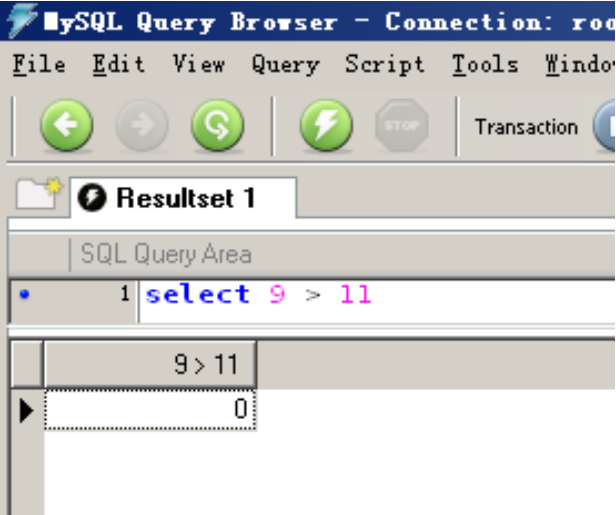 MySQL Query Browser - Connection: roo
File Edit View Query Script Tools Windo
STOP Transaction
Resultset 1
SQL Query Area
1 select 9 > 11
9 > 11
0